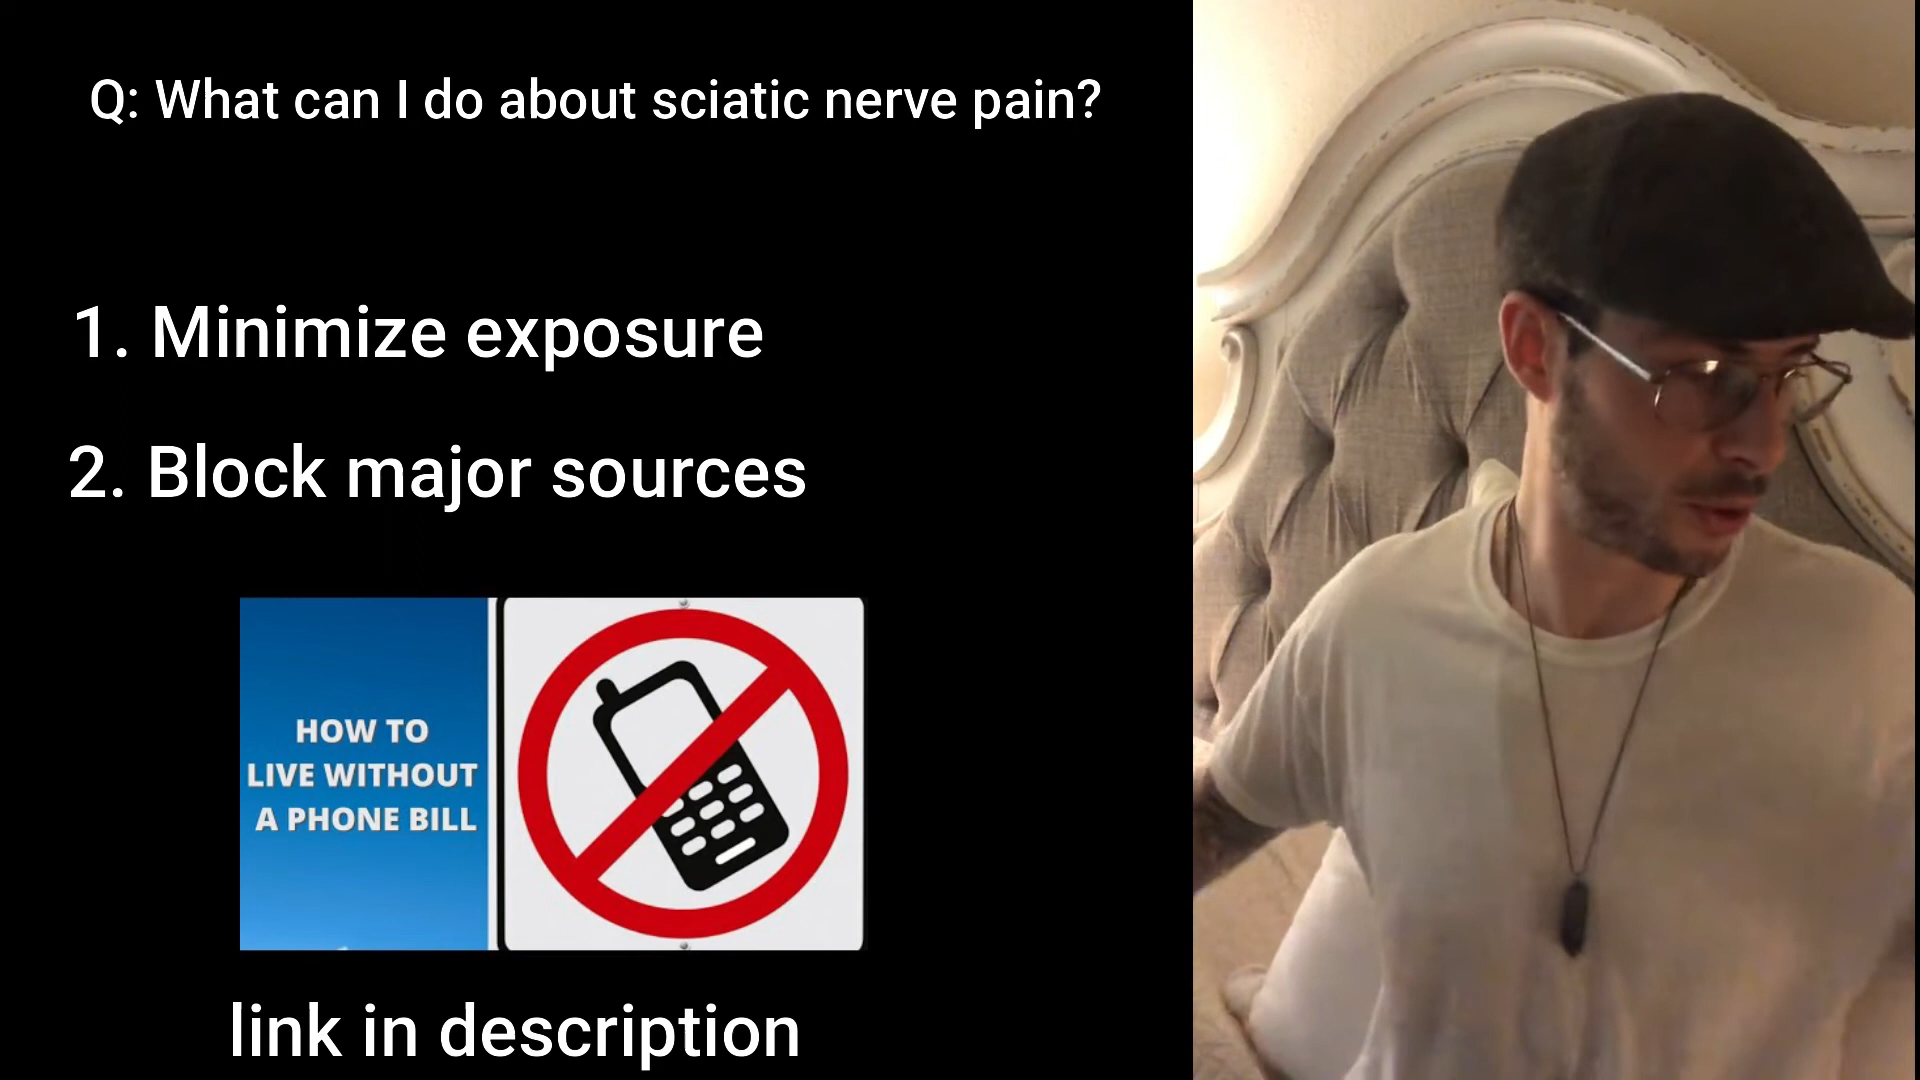 Q: What can I do about sciatic nerve pain?
1. Minimize exposure
2. Block major sources
HOW TO
LIVE WITHOUT
A PHONE BILL
link in description